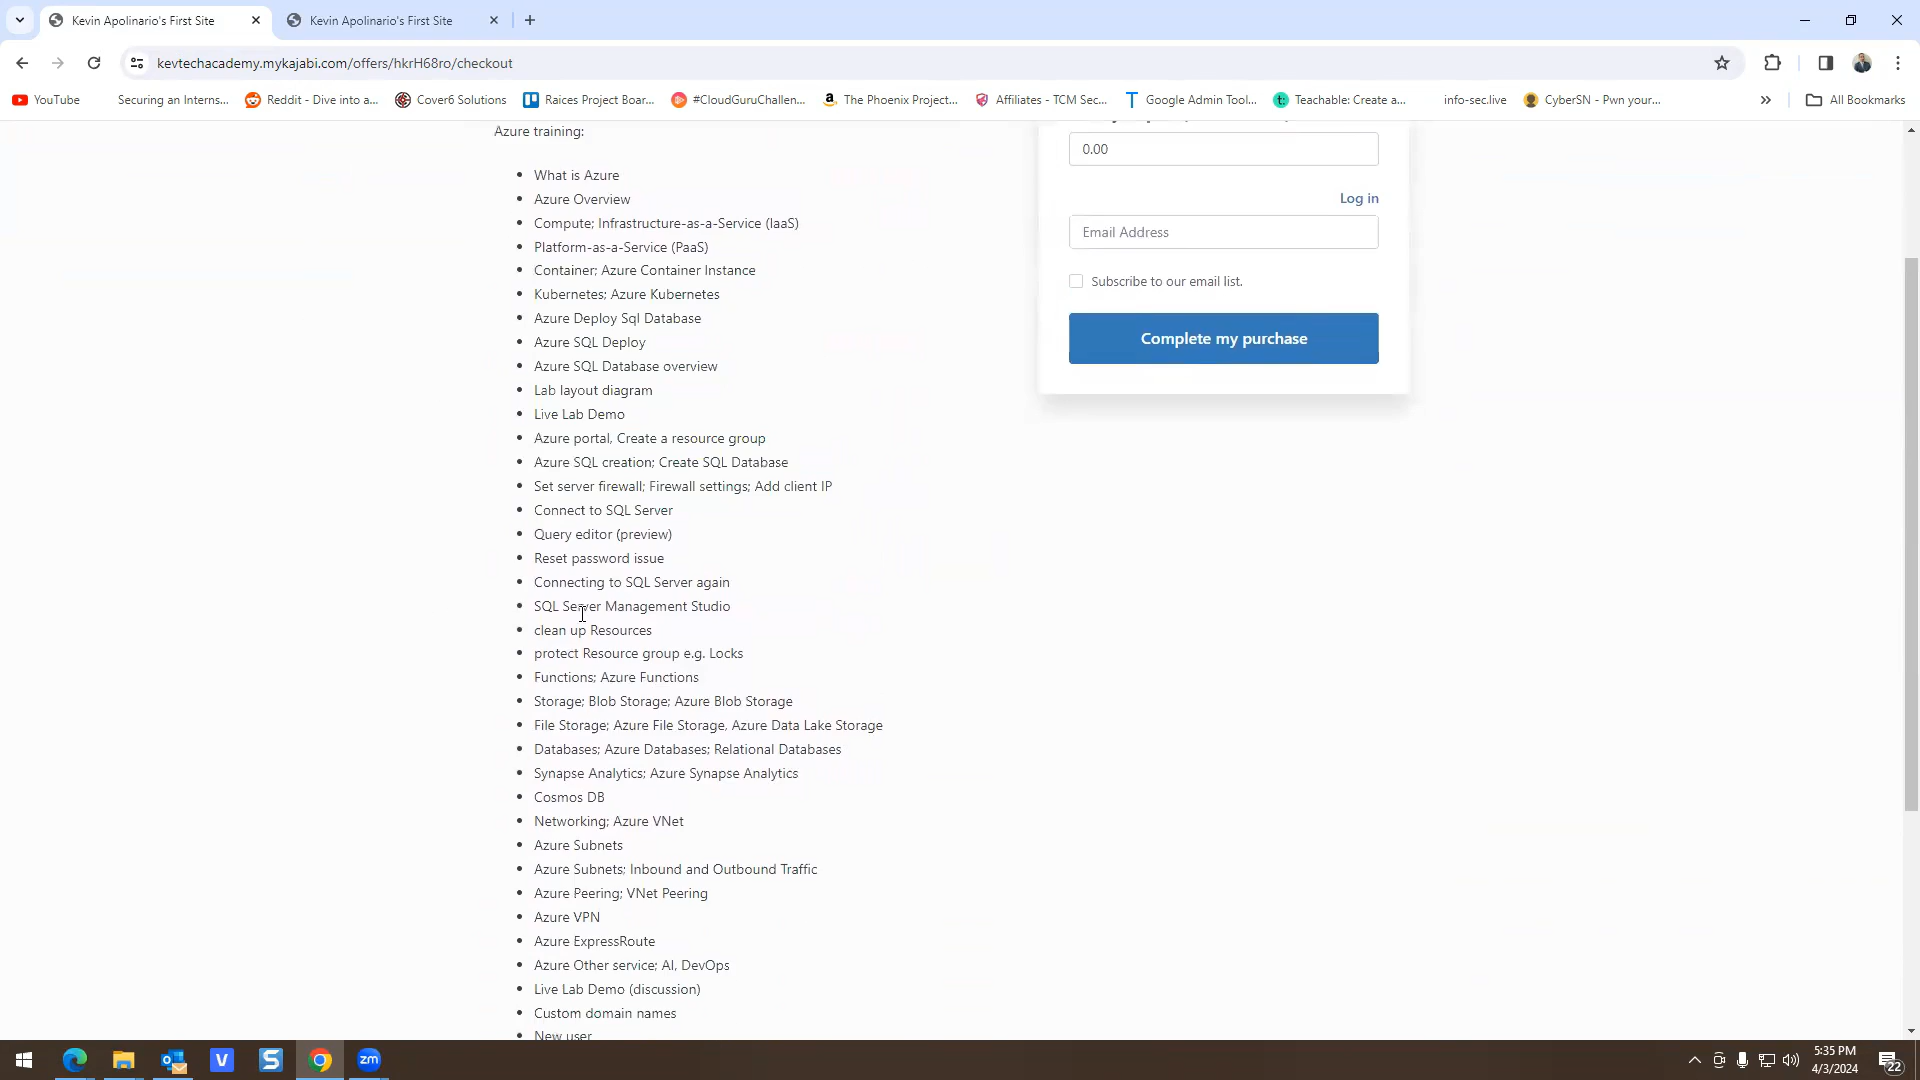 Kevin Apolinario's First Site
Kevin Apolinario's First Site
kevtechacademy.mykajabi.com/offers/hkrH68ro/checkout
YouTube
Securing an Interns...
Reddit - Dive into a...
Cover6 Solutions
Raices Project Boar...
#CloudGuruChallen...
The Phoenix Project...
Affiliates - TCM Sec...
Google Admin Tool...
Teachable: Create a...
info-sec.live
CyberSN - Pwn your...
»
All Bookmarks
Azure training:
What is Azure
Azure Overview
Compute; Infrastructure-as-a-Service (IaaS)
Platform-as-a-Service (PaaS)
Container; Azure Container Instance
Kubernetes; Azure Kubernetes
Azure Deploy Sql Database
Azure SQL Deploy
Azure SQL Database overview
Lab layout diagram
Live Lab Demo
Azure portal, Create a resource group
Azure SQL creation; Create SQL Database
Set server firewall; Firewall settings; Add client IP
Connect to SQL Server
Query editor (preview)
Reset password issue
Connecting to SQL Server again
SQL Server Management Studio
clean up Resources
protect Resource group e.g. Locks
Functions; Azure Functions
Storage; Blob Storage; Azure Blob Storage
File Storage; Azure File Storage, Azure Data Lake Storage
Databases; Azure Databases; Relational Databases
Synapse Analytics; Azure Synapse Analytics
Cosmos DB
Networking; Azure VNet
Azure Subnets
Azure Subnets; Inbound and Outbound Traffic
Azure Peering; VNet Peering
Azure VPN
Azure ExpressRoute
Azure Other service; AI, DevOps
Live Lab Demo (discussion)
Custom domain names
New user
0.00
Log in
Email Address
Subscribe to our email list.
Complete my purchase
V
S
zm
5:35 PM
4/3/2024
22